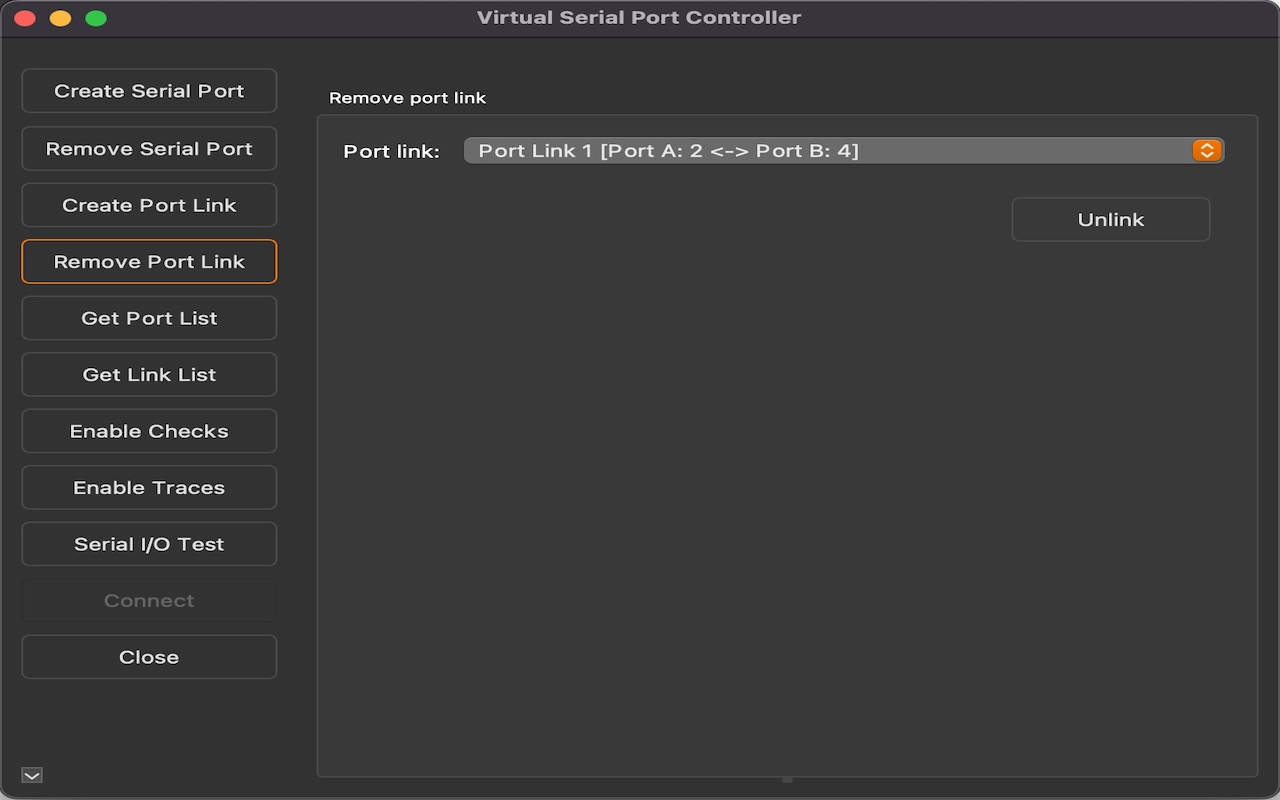 Virtual Serial Port Controller
Create Serial Port
Remove Serial Port
Create Port Link
Remove Port Link
Get Port List
Get Link List
Enable Checks
Enable Traces
Serial I/O Test
Connect
Close
Remove port link
Port link: Port Link 1 [Port A: 2 <-> Port B: 4]
Unlink